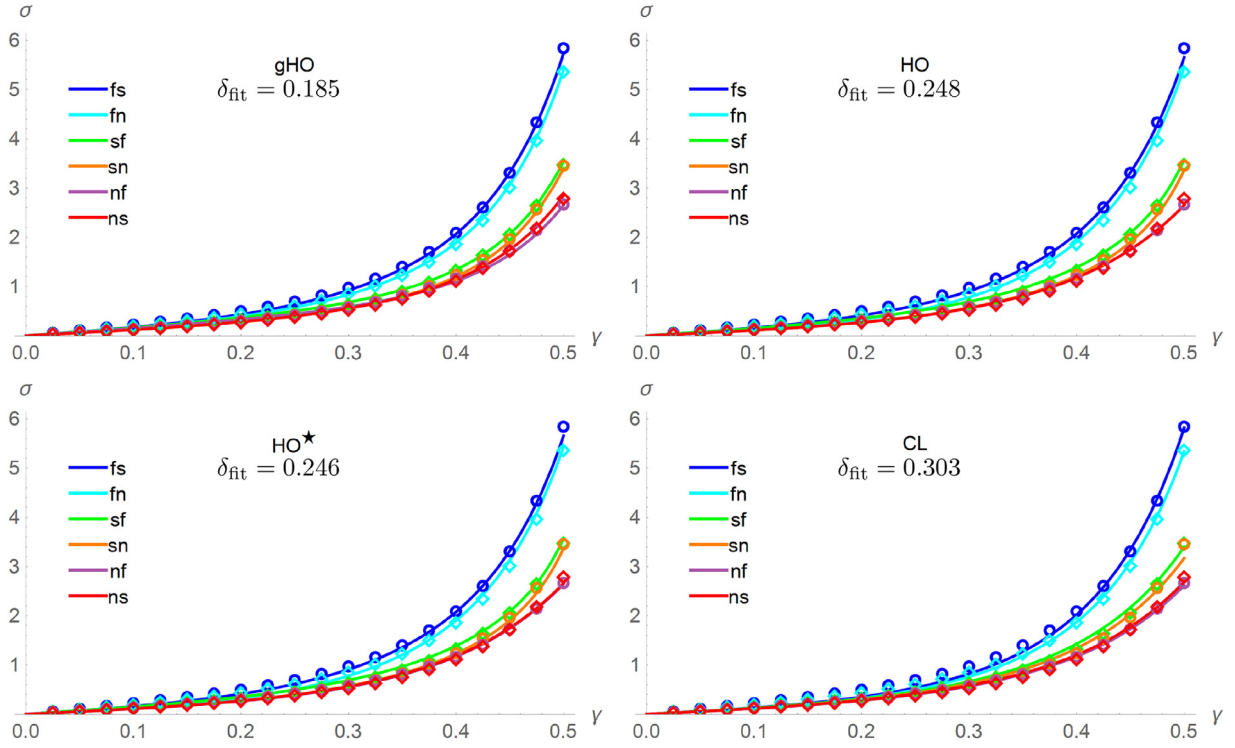 σ
6
gHO
δfit = 0.185
5
fs
fn
4
sf
sn
3
nf
ns
2
1
γ
0.0 0.1 0.2 0.3 0.4 0.5
σ
6
HO
δfit = 0.248
5
fs
fn
4
sf
sn
3
nf
ns
2
1
γ
0.0 0.1 0.2 0.3 0.4 0.5
σ
6
HO★
δfit = 0.246
5
fs
fn
4
sf
sn
3
nf
ns
2
1
γ
0.0 0.1 0.2 0.3 0.4 0.5
σ
6
CL
δfit = 0.303
5
fs
fn
4
sf
sn
3
nf
ns
2
1
γ
0.0 0.1 0.2 0.3 0.4 0.5